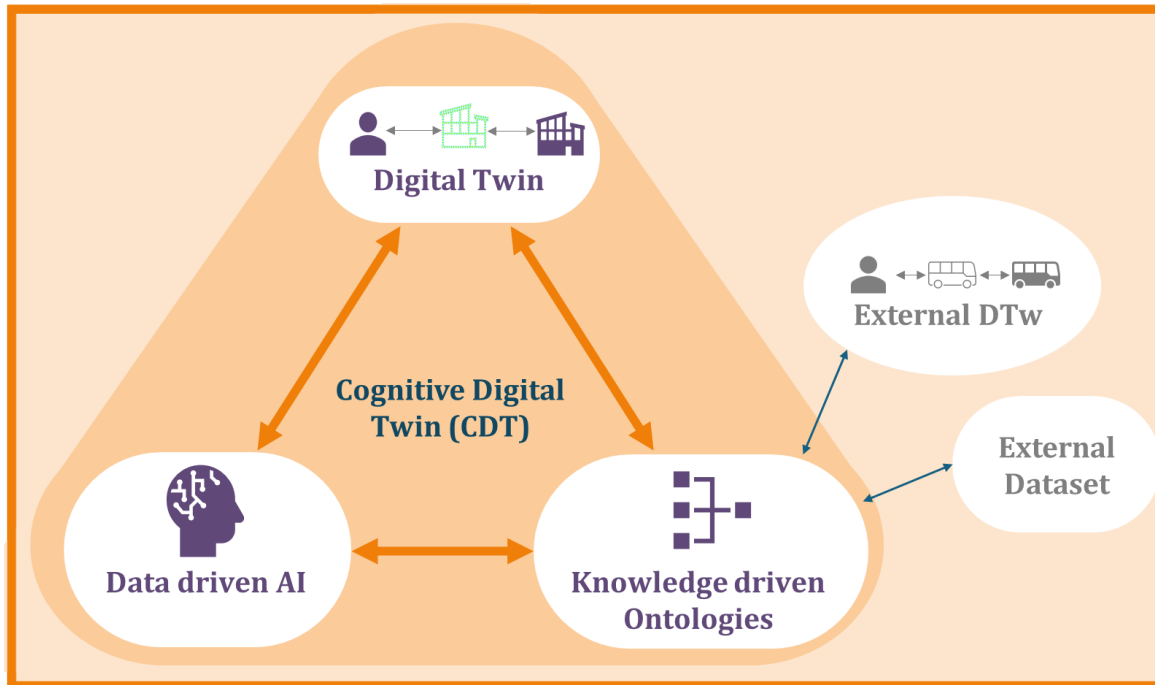 Digital Twin
External DTw
Cognitive Digital
Twin (CDT)
External
Dataset
Data driven AI
Knowledge driven
Ontologies